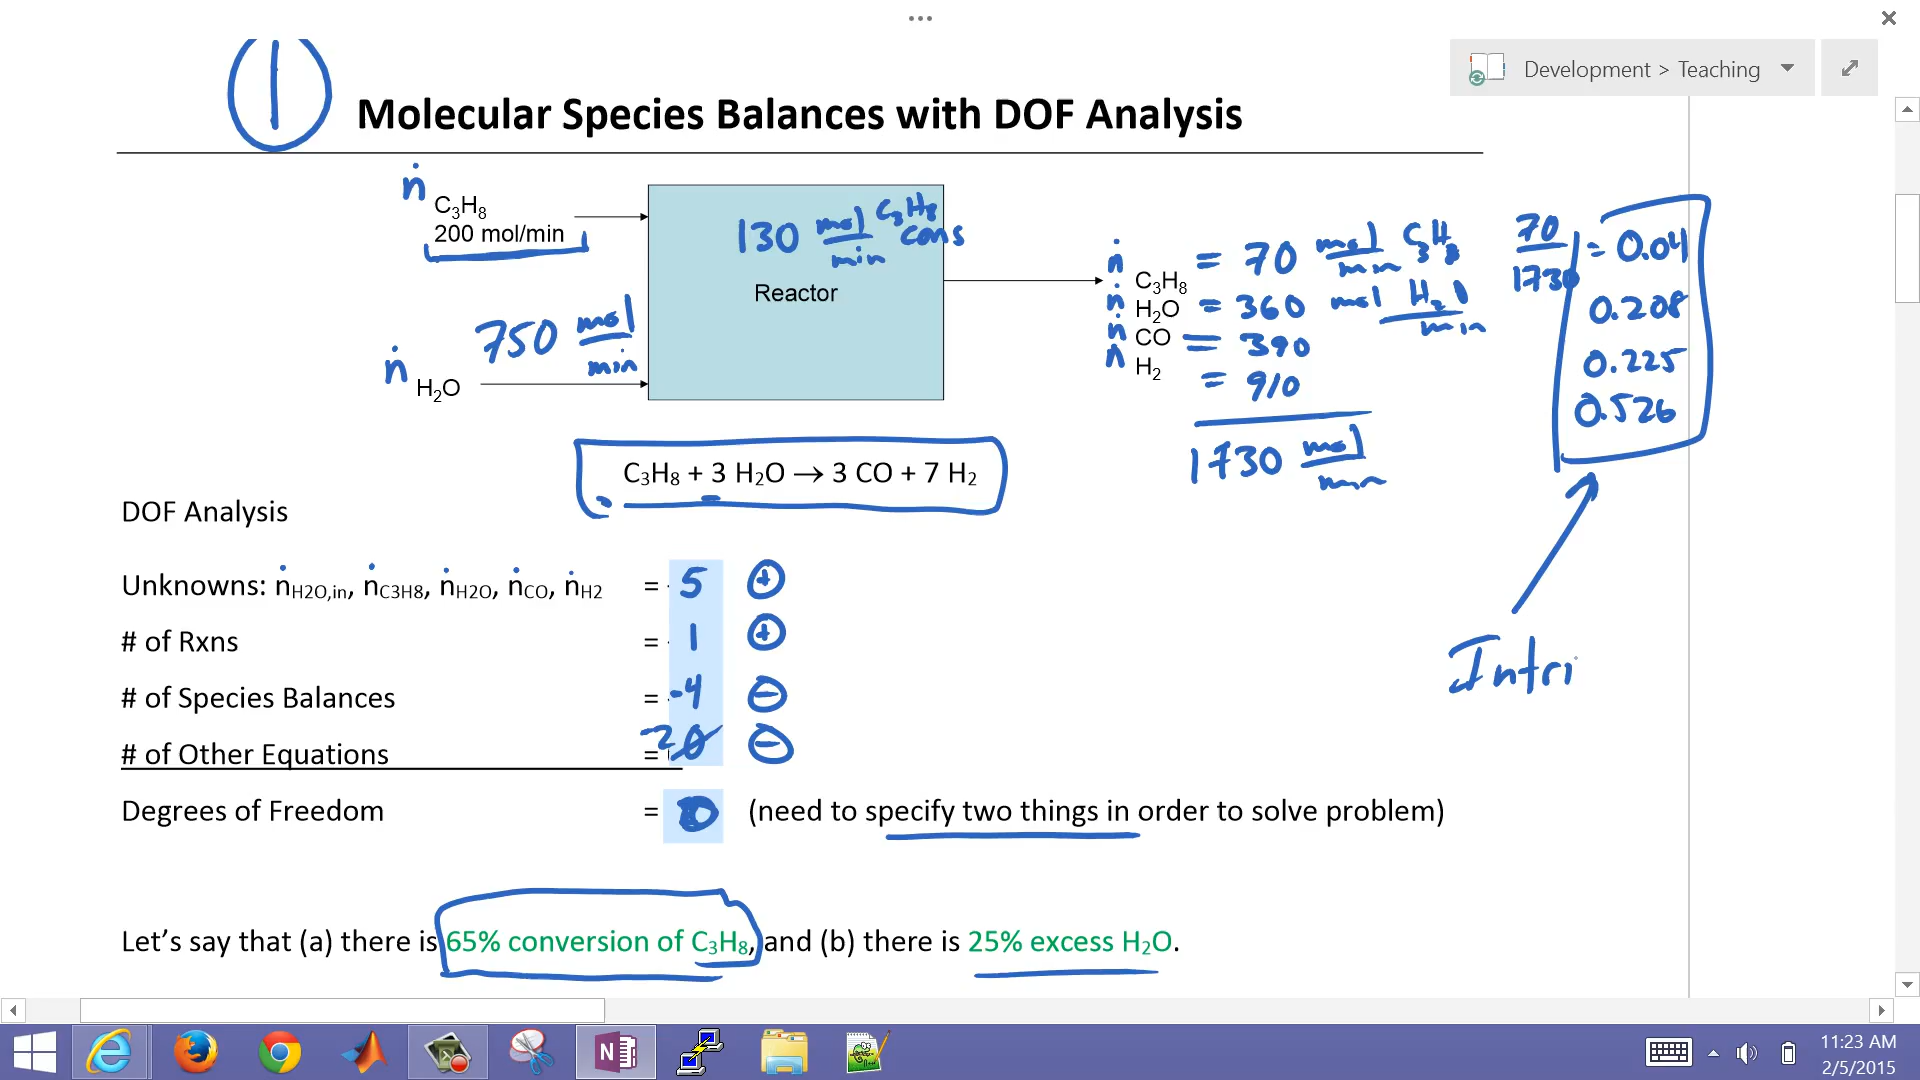 Development > Teaching
1
Molecular Species Balances with DOF Analysis
ṅ C₃H₈
200 mol/min
130 mol/min C₃H₈ cons
Reactor
750 mol/min
ṅ H₂O
ṅ C₃H₈ = 70 mol/min C₃H₈
ṅ H₂O = 360 mol H₂O/min
ṅ CO = 390
ṅ H₂ = 910
1730 mol/min
70/1730 = 0.04
0.208
0.225
0.526
Intri
C₃H₈ + 3 H₂O → 3 CO + 7 H₂
DOF Analysis
Unknowns: ṅH2O,in, ṅC3H8, ṅH2O, ṅCO, ṅH2 = 5 +
# of Rxns = 1 +
# of Species Balances = -4 −
# of Other Equations = -2 0 −
Degrees of Freedom = 0 (need to specify two things in order to solve problem)
Let's say that (a) there is 65% conversion of C₃H₈, and (b) there is 25% excess H₂O.
11:23 AM
2/5/2015